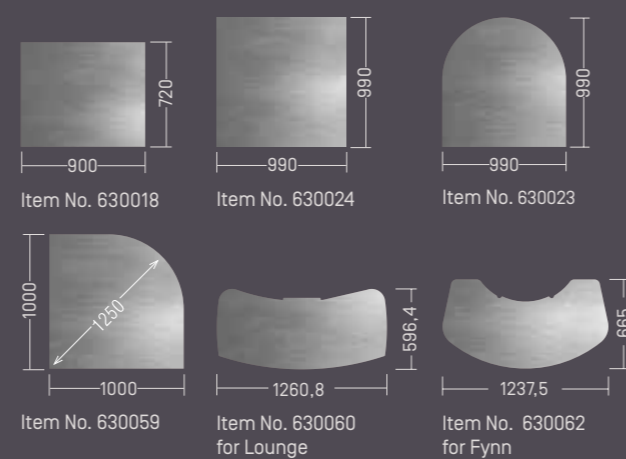 720
900
Item No. 630018
990
990
Item No. 630024
990
990
Item No. 630023
1000
1250
1000
Item No. 630059
596,4
1260,8
Item No. 630060
for Lounge
665
1237,5
Item No. 630062
for Fynn